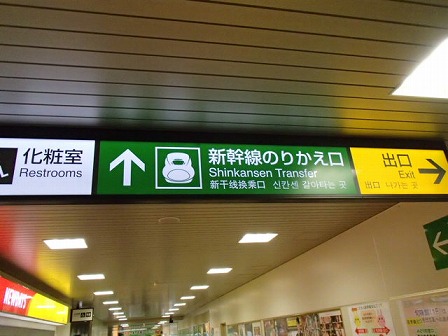 化粧室
Restrooms
新幹線のりかえ口
Shinkansen Transfer
新干线换乘口 신칸센 갈아타는 곳
出口
Exit
出口 나가는 곳
NEWDAYS